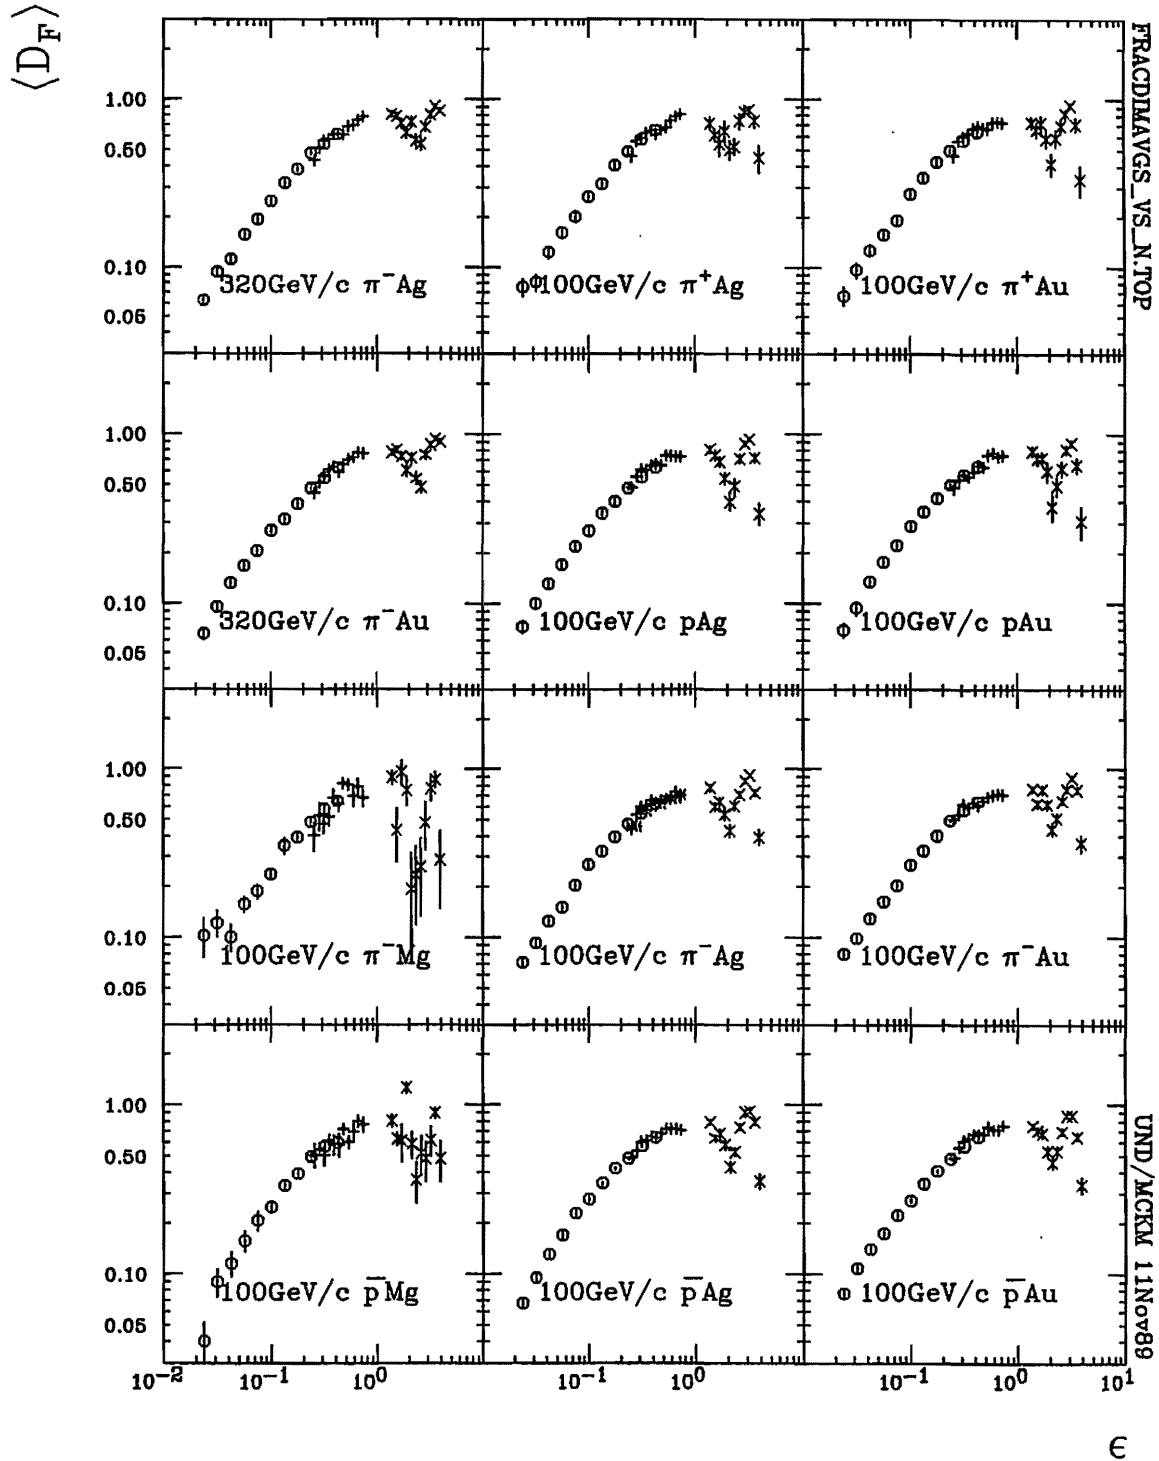 ⟨D_F⟩
FRACDIMAVGS_VS_N.TOP
1.00
0.50
0.10
0.05
320GeV/c π⁻Ag
100GeV/c π⁺Ag
100GeV/c π⁺Au
1.00
0.50
0.10
0.05
320GeV/c π⁻Au
100GeV/c pAg
100GeV/c pAu
1.00
0.50
0.10
0.05
100GeV/c π⁻Mg
100GeV/c π⁻Ag
100GeV/c π⁻Au
1.00
0.50
0.10
0.05
100GeV/c p̅Mg
100GeV/c p̅Ag
100GeV/c p̅Au
UND/MCKM 11Nov89
10⁻² 10⁻¹ 10⁰ 10⁻¹ 10⁰ 10⁻¹ 10⁰ 10¹
ϵ